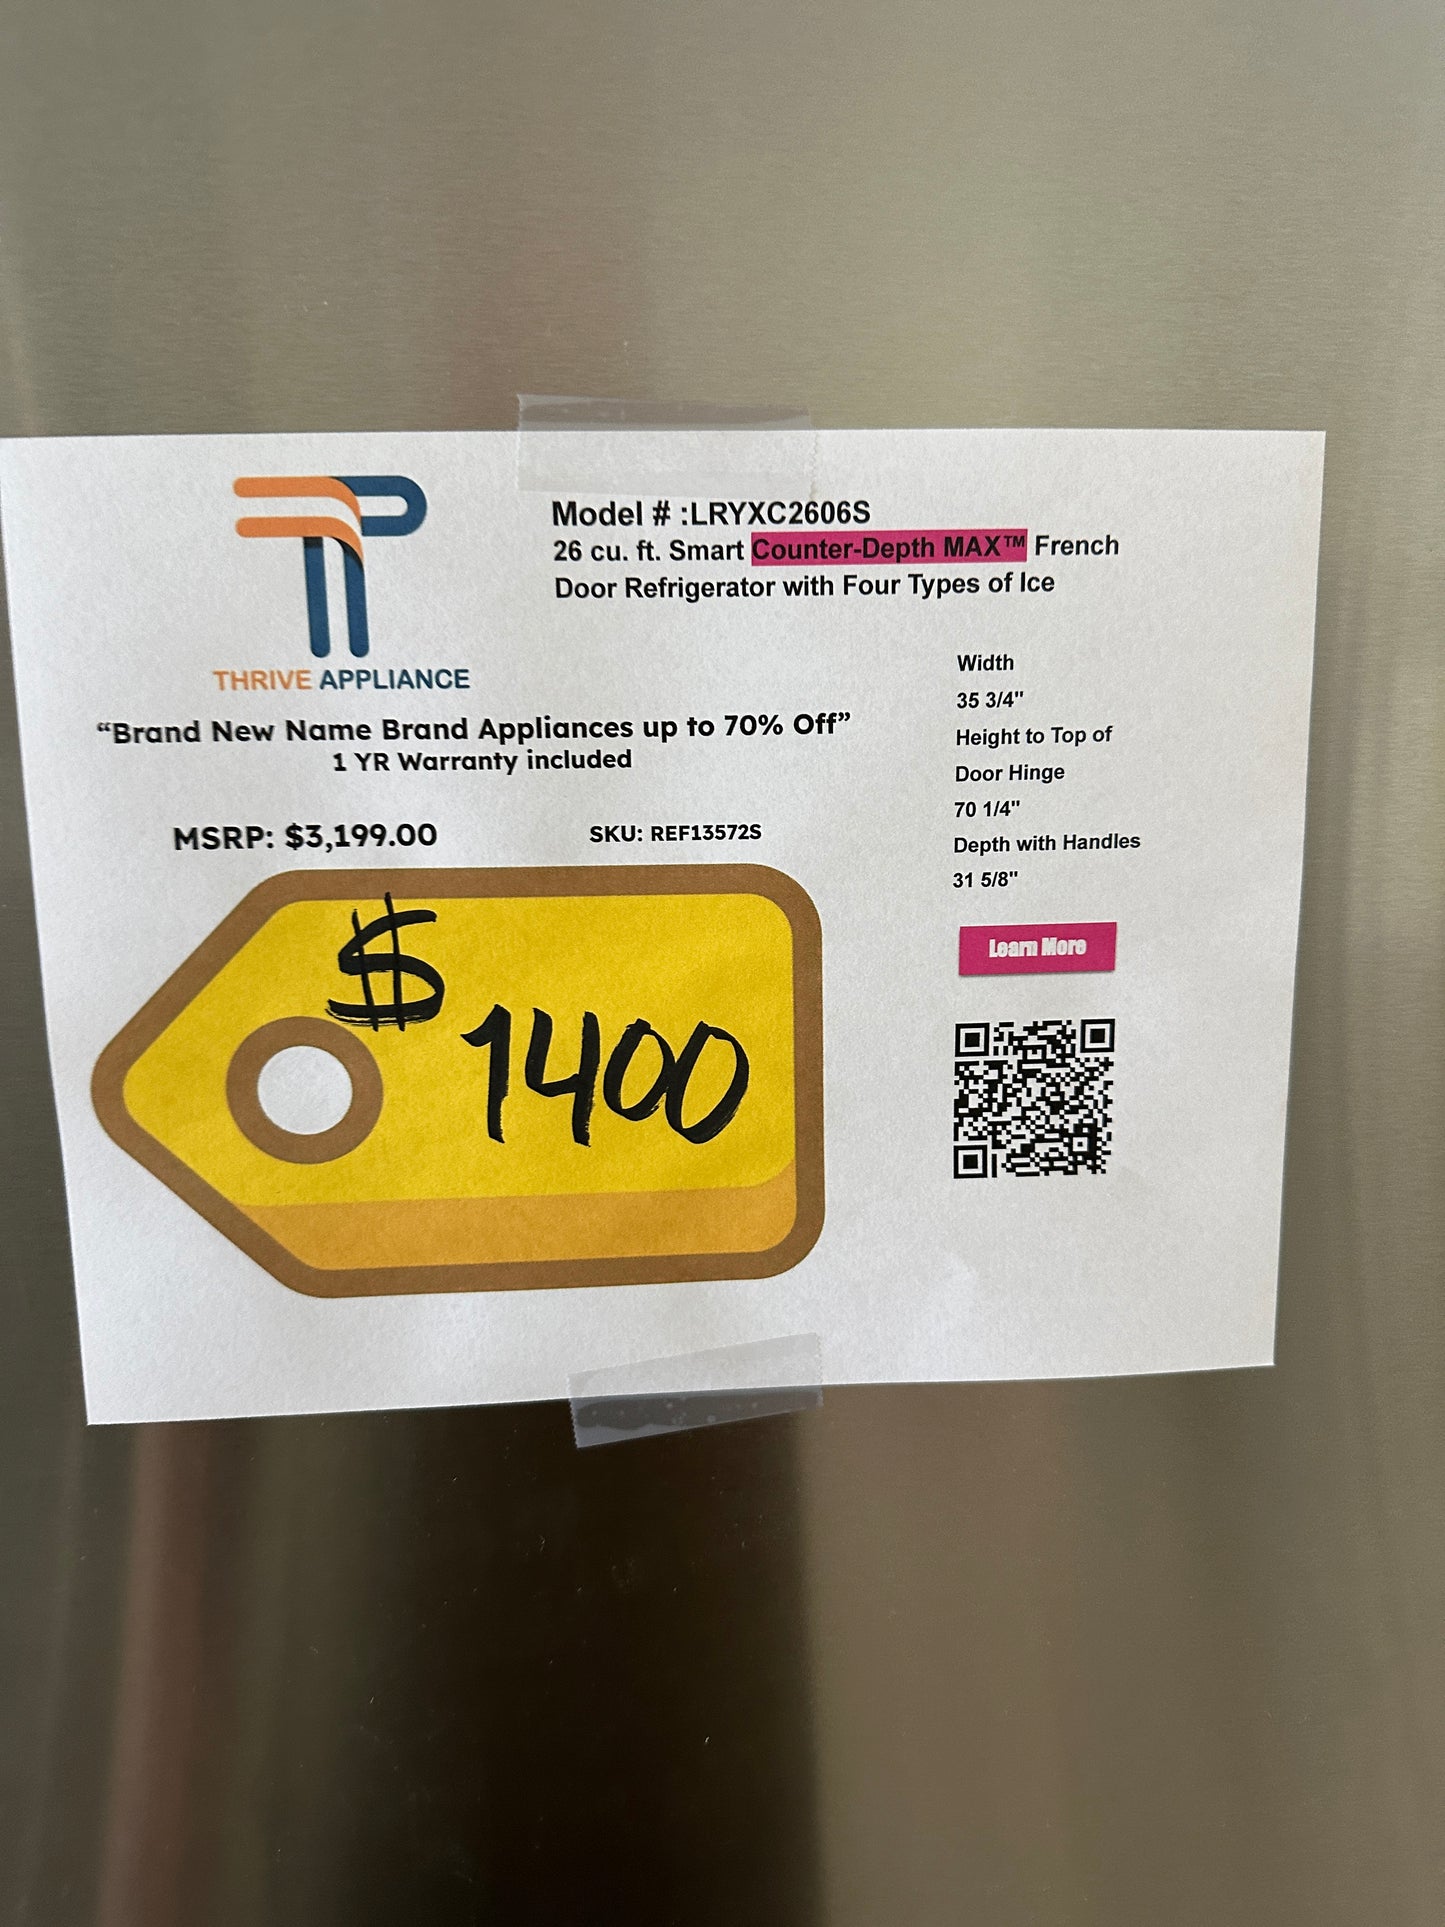 Model # :LRYXC2606S
26 cu. ft. Smart Counter-Depth MAX™ French
Door Refrigerator with Four Types of Ice
THRIVE APPLIANCE
“Brand New Name Brand Appliances up to 70% Off”
1 YR Warranty included
MSRP: $3,199.00
SKU: REF13572S
$1400
Width
35 3/4"
Height to Top of
Door Hinge
70 1/4"
Depth with Handles
31 5/8"
Learn More